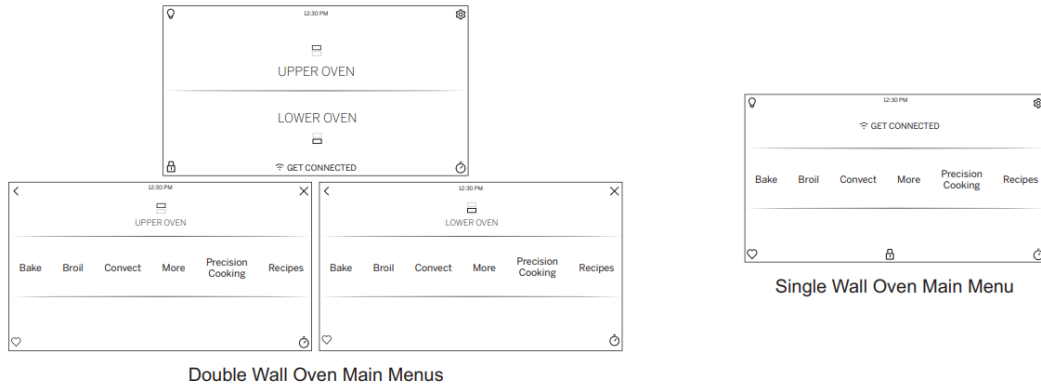 12:30 PM
UPPER OVEN
LOWER OVEN
GET CONNECTED
12:30 PM
UPPER OVEN
Bake Broil Convect More Precision Cooking Recipes
12:30 PM
LOWER OVEN
Bake Broil Convect More Precision Cooking Recipes
Double Wall Oven Main Menus
12:30 PM
GET CONNECTED
Bake Broil Convect More Precision Cooking Recipes
Single Wall Oven Main Menu